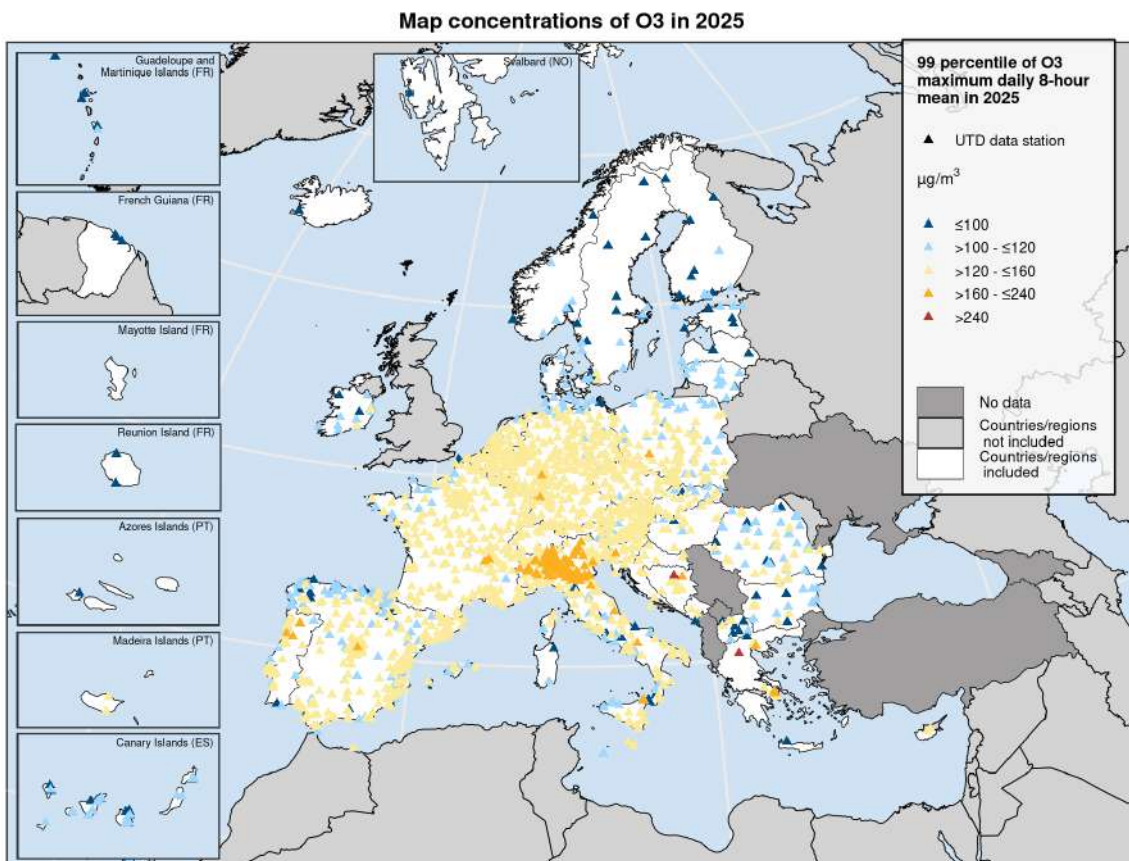 Map concentrations of O3 in 2025
Guadeloupe and
Martinique Islands (FR)
Svalbard (NO)
French Guiana (FR)
Mayotte Island (FR)
Reunion Island (FR)
Azores Islands (PT)
Madeira Islands (PT)
Canary Islands (ES)
99 percentile of O3
maximum daily 8-hour
mean in 2025
UTD data station
µg/m³
≤100
>100 - ≤120
>120 - ≤160
>160 - ≤240
>240
No data
Countries/regions
not included
Countries/regions
included